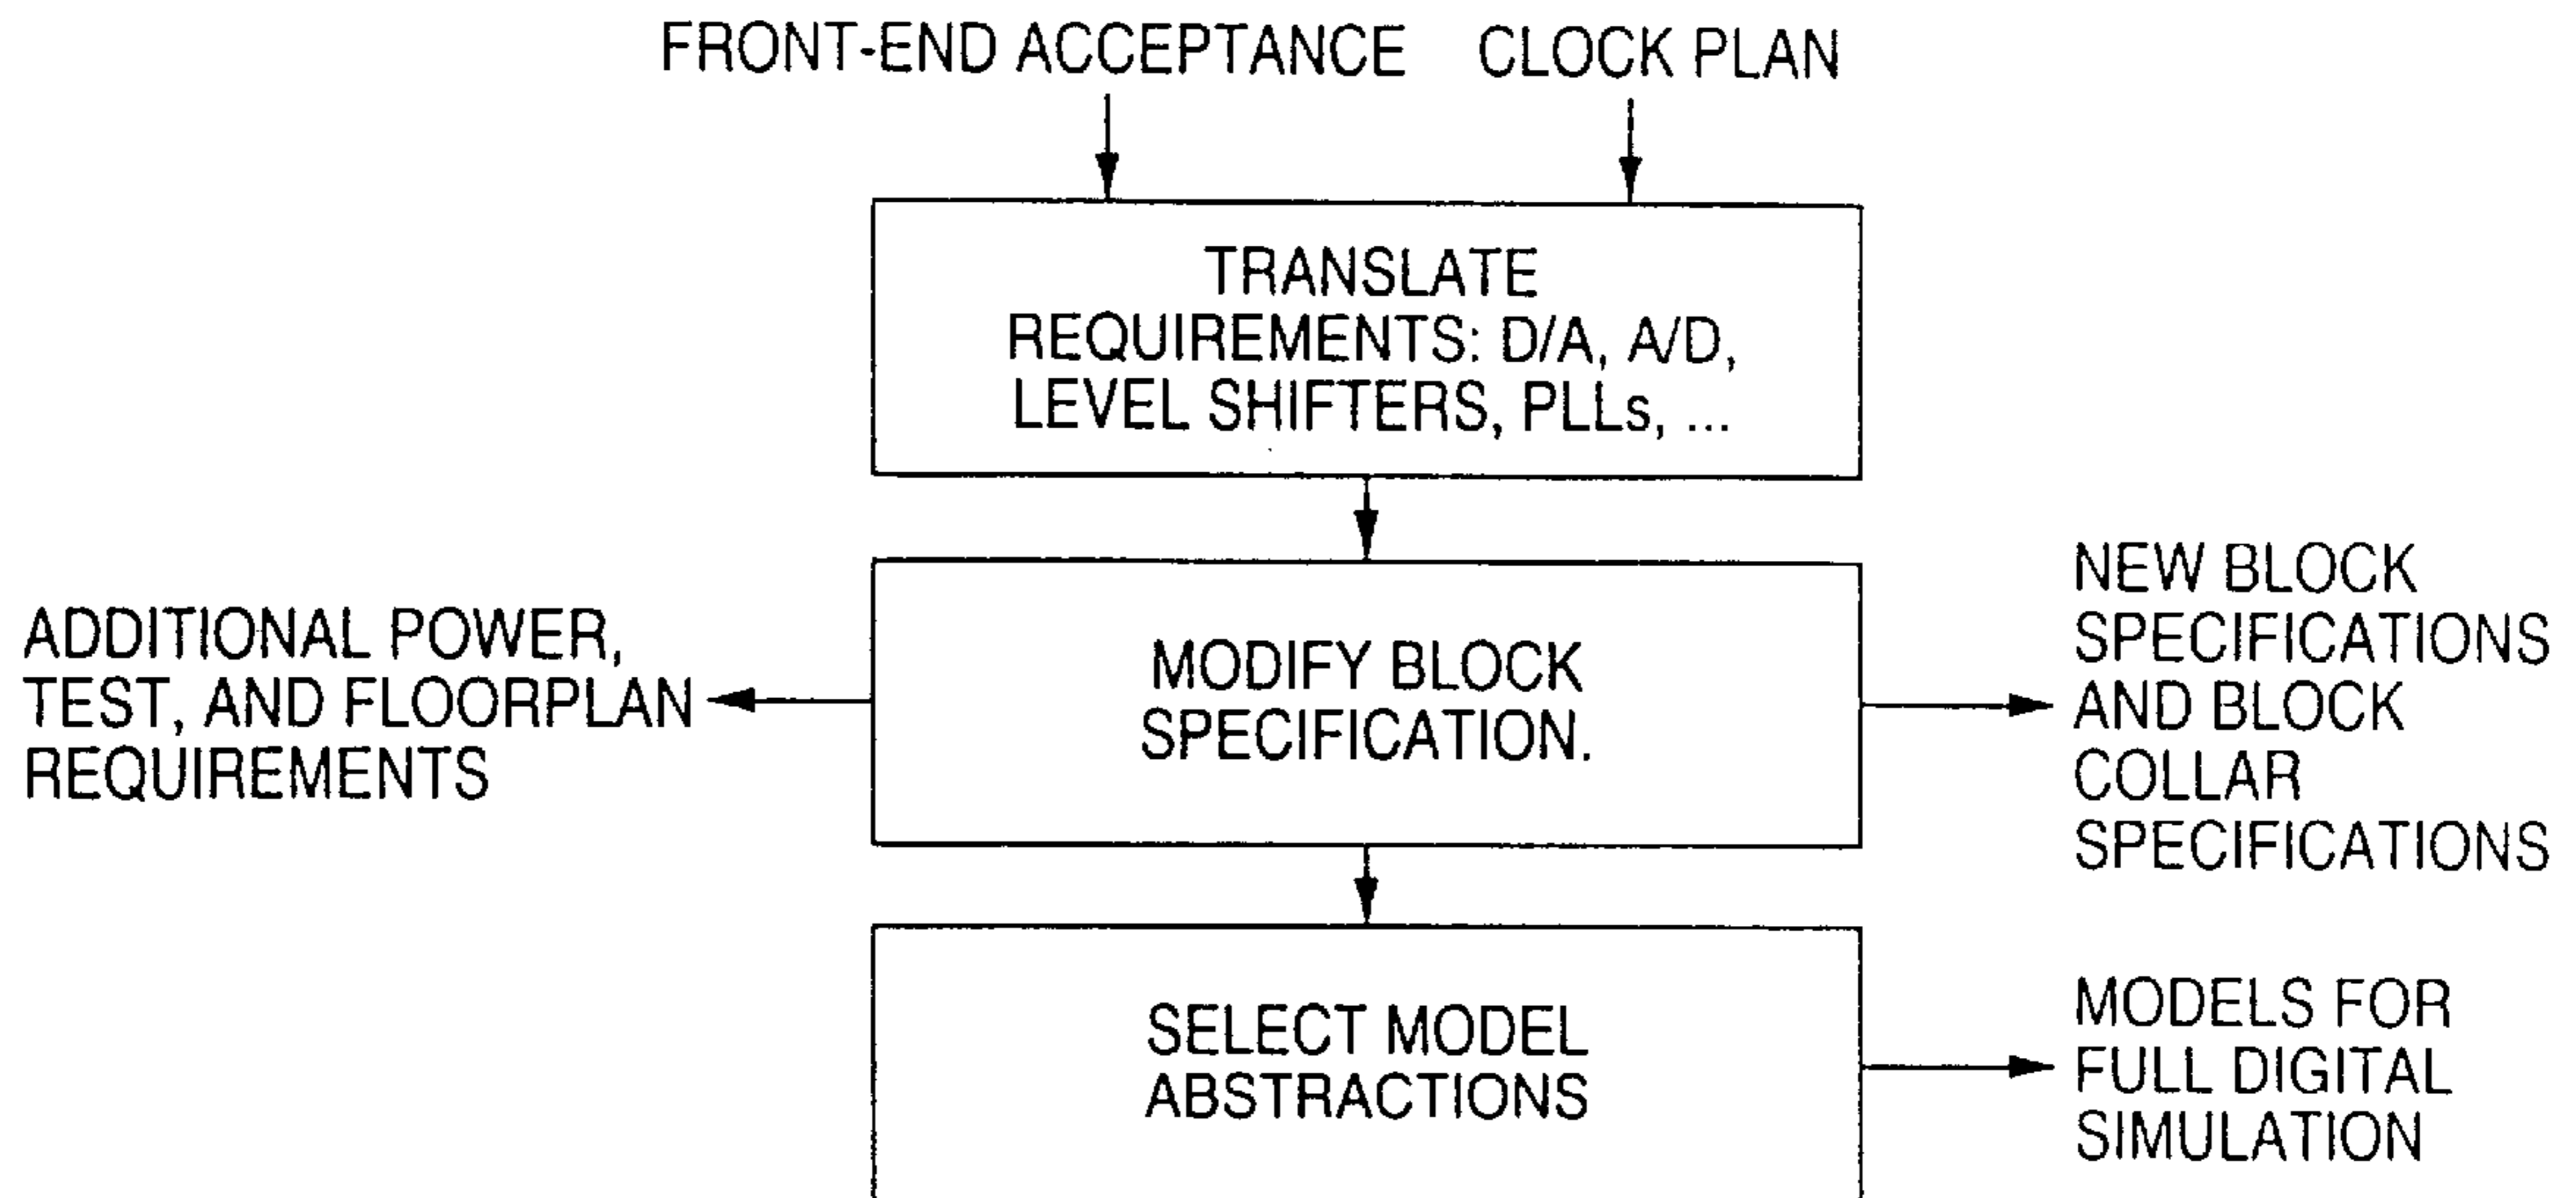 FRONT-END ACCEPTANCE
CLOCK PLAN
TRANSLATE
REQUIREMENTS: D/A, A/D,
LEVEL SHIFTERS, PLLs, ...
ADDITIONAL POWER,
TEST, AND FLOORPLAN
REQUIREMENTS
MODIFY BLOCK
SPECIFICATION.
NEW BLOCK
SPECIFICATIONS
AND BLOCK
COLLAR
SPECIFICATIONS
SELECT MODEL
ABSTRACTIONS
MODELS FOR
FULL DIGITAL
SIMULATION